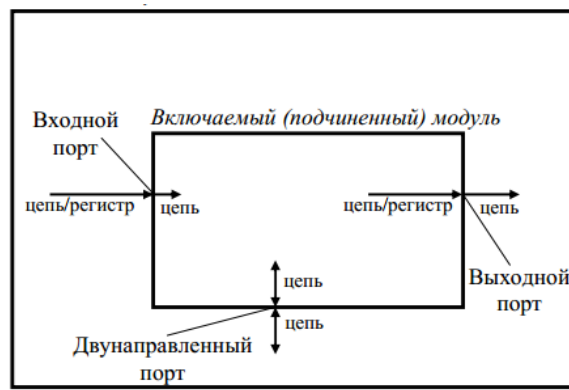 Включаемый (подчиненный) модуль
Входной
порт
цепь/регистр
цепь
цепь/регистр
цепь
цепь
цепь
Выходной
порт
Двунаправленный
порт